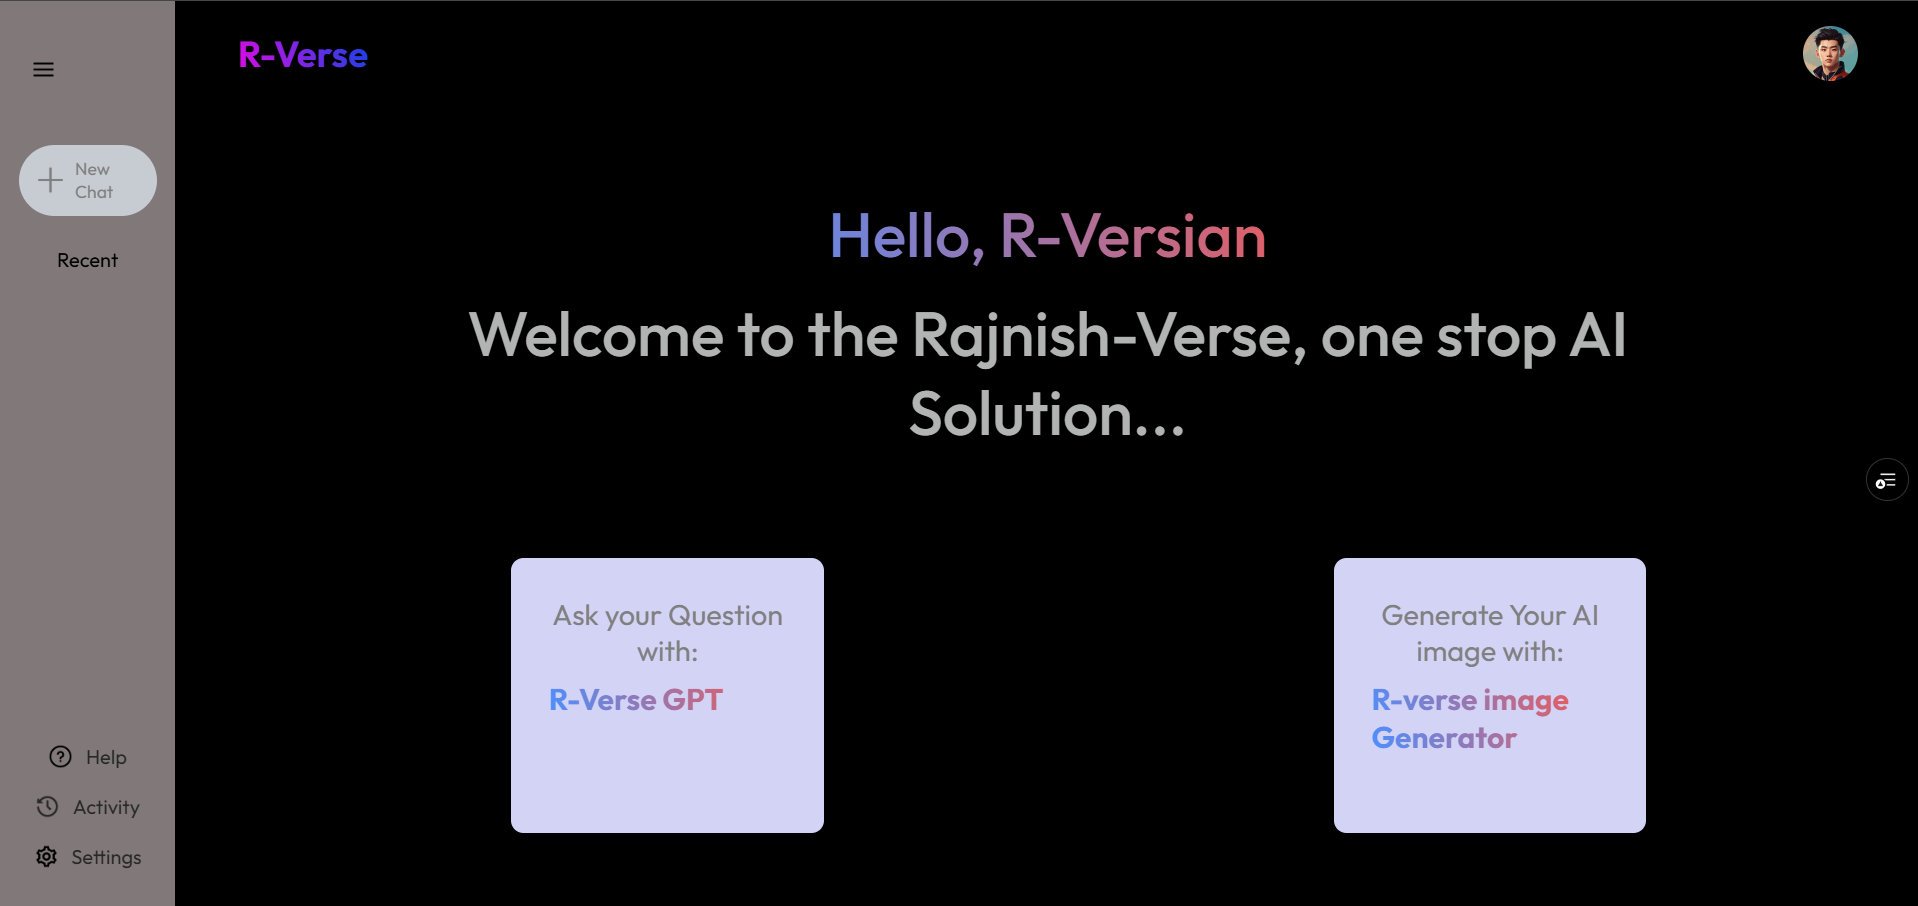 R-Verse
New
Chat
Recent
Hello, R-Versian
Welcome to the Rajnish-Verse, one stop AI
Solution...
Ask your Question
with:
R-Verse GPT
Generate Your AI
image with:
R-verse image
Generator
Help
Activity
Settings